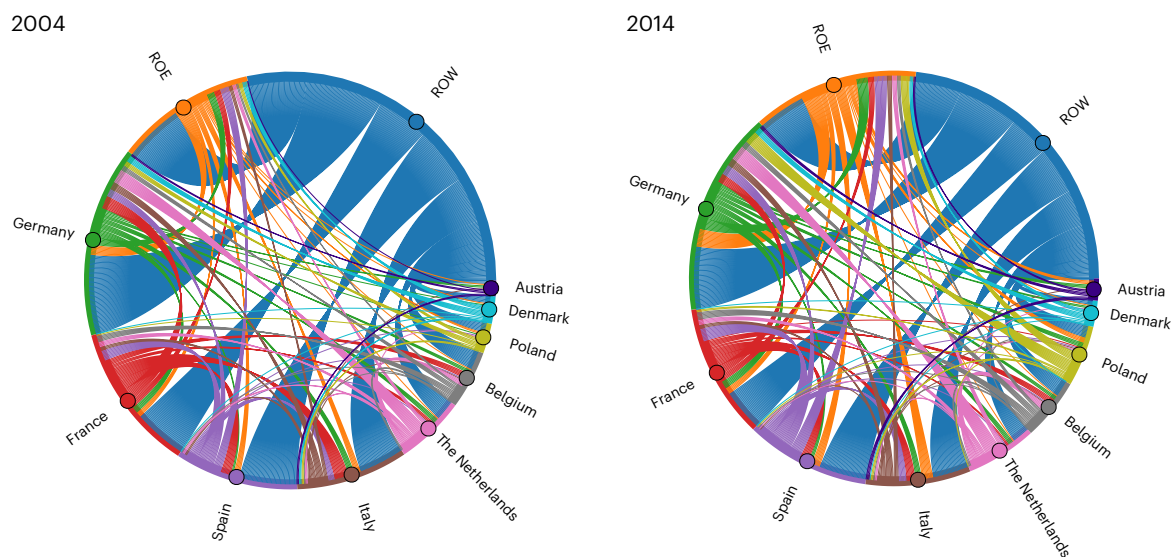 2004
ROE
ROW
Germany
Austria
Denmark
Poland
Belgium
The Netherlands
Italy
Spain
France
2014
ROE
ROW
Germany
Austria
Denmark
Poland
Belgium
The Netherlands
Italy
Spain
France